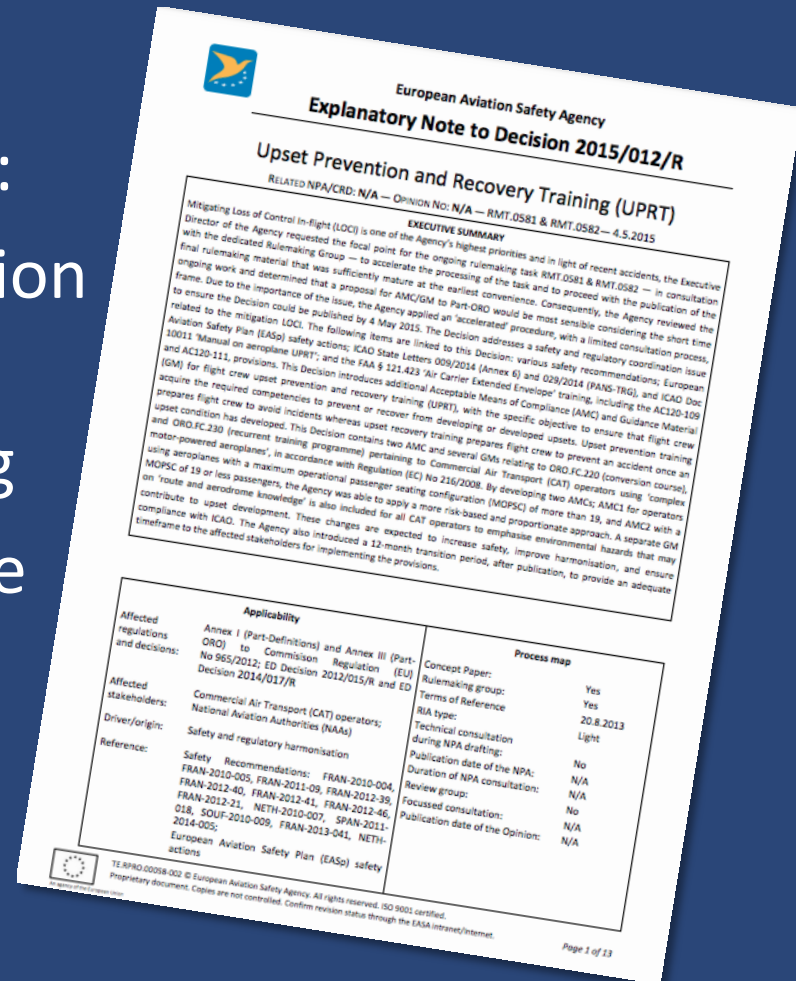 :
ion
g
e
European Aviation Safety Agency
Explanatory Note to Decision 2015/012/R
Upset Prevention and Recovery Training (UPRT)
RELATED NPA/CRD: N/A — OPINION NO: N/A — RMT.0581 & RMT.0582— 4.5.2015
EXECUTIVE SUMMARY
Mitigating Loss of Control In-flight (LOCI) is one of the Agency's highest priorities and in light of recent accidents, the Executive
Director of the Agency requested the focal point for the ongoing rulemaking task RMT.0581 & RMT.0582 — in consultation
with the dedicated Rulemaking Group — to accelerate the processing of the task and to proceed with the publication of the
final rulemaking material that was sufficiently mature at the earliest convenience. Consequently, the Agency reviewed the
ongoing work and determined that a proposal for AMC/GM to Part-ORO would be most sensible considering the short time
frame. Due to the importance of the issue, the Agency applied an 'accelerated' procedure, with a limited consultation process,
to ensure the Decision could be published by 4 May 2015. The Decision addresses a safety and regulatory coordination issue
related to the mitigation LOCI. The following items are linked to this Decision: various safety recommendations; European
Aviation Safety Plan (EASp) safety actions; ICAO State Letters 009/2014 (Annex 6) and 029/2014 (PANS-TRG), and ICAO Doc
10011 'Manual on aeroplane UPRT'; and the FAA § 121.423 'Air Carrier Extended Envelope' training, including the AC120-109
and AC120-111, provisions. This Decision introduces additional Acceptable Means of Compliance (AMC) and Guidance Material
(GM) for flight crew upset prevention and recovery training (UPRT), with the specific objective to ensure that flight crew
acquire the required competencies to prevent or recover from developing or developed upsets. Upset prevention training
prepares flight crew to avoid incidents whereas upset recovery training prepares flight crew to prevent an accident once an
upset condition has developed. This Decision contains two AMC and several GMs relating to ORO.FC.220 (conversion course),
and ORO.FC.230 (recurrent training programme) pertaining to Commercial Air Transport (CAT) operators using 'complex
motor-powered aeroplanes', in accordance with Regulation (EC) No 216/2008. By developing two AMCs; AMC1 for operators
using aeroplanes with a maximum operational passenger seating configuration (MOPSC) of more than 19, and AMC2 with a
MOPSC of 19 or less passengers, the Agency was able to apply a more risk-based and proportionate approach. A separate GM
on 'route and aerodrome knowledge' is also included for all CAT operators to emphasise environmental hazards that may
contribute to upset development. These changes are expected to increase safety, improve harmonisation, and ensure
compliance with ICAO. The Agency also introduced a 12-month transition period, after publication, to provide an adequate
timeframe to the affected stakeholders for implementing the provisions.
Applicability
Affected
regulations
and decisions:
Annex I (Part-Definitions) and Annex III (Part-
ORO) to Commisison Regulation (EU)
No 965/2012; ED Decision 2012/015/R and ED
Decision 2014/017/R
Affected
stakeholders:
Commercial Air Transport (CAT) operators;
National Aviation Authorities (NAAs)
Driver/origin:
Safety and regulatory harmonisation
Reference:
Safety Recommendations: FRAN-2010-004,
FRAN-2010-005, FRAN-2011-09, FRAN-2012-39,
FRAN-2012-40, FRAN-2012-41, FRAN-2012-46,
FRAN-2012-21, NETH-2010-007, SPAN-2011-
018, SOUF-2010-009, FRAN-2013-041, NETH-
2014-005;
European Aviation Safety Plan (EASp) safety
actions
Process map
Concept Paper: Yes
Rulemaking group: Yes
Terms of Reference 20.8.2013
RIA type: Light
Technical consultation
during NPA drafting: No
Publication date of the NPA: N/A
Duration of NPA consultation: N/A
Review group: No
Focussed consultation: N/A
Publication date of the Opinion: N/A
An agency of the European Union
TE.RPRO.00058-002 © European Aviation Safety Agency. All rights reserved. ISO 9001 certified.
Proprietary document. Copies are not controlled. Confirm revision status through the EASA intranet/internet.
Page 1 of 13